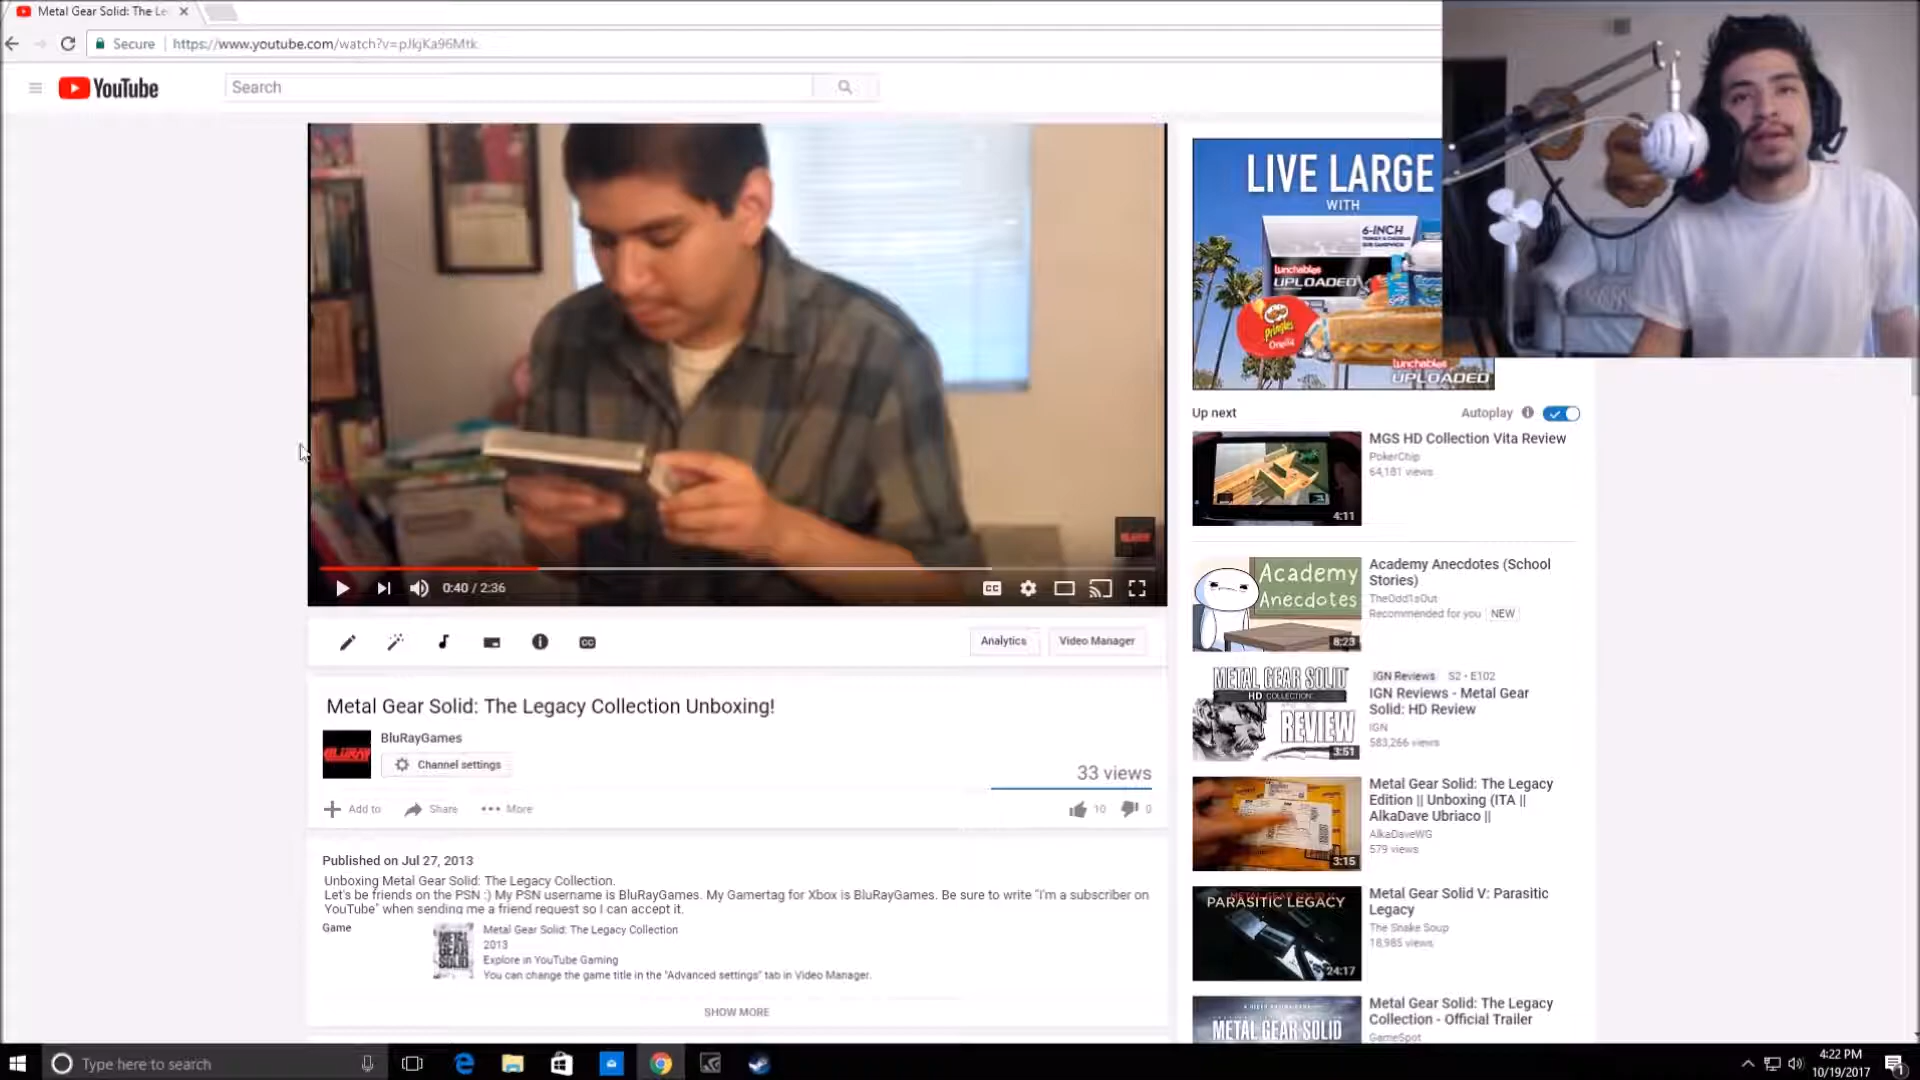 Metal Gear Solid: The Le
Secure
https://www.youtube.com/watch?v=pJkjKa96Mtk
YouTube
Search
LIVE LARGE
WITH
6-INCH
Lunchables
UPLOADED
Pringles
Original
Lunchables
UPLOADED
0:40 / 2:36
CC
Analytics
Video Manager
Metal Gear Solid: The Legacy Collection Unboxing!
BLURAY
BluRayGames
Channel settings
33 views
Add to
Share
More
10
0
Published on Jul 27, 2013
Unboxing Metal Gear Solid: The Legacy Collection.
Let's be friends on the PSN :) My PSN username is BluRayGames. My Gamertag for Xbox is BluRayGames. Be sure to write "I'm a subscriber on
YouTube" when sending me a friend request so I can accept it.
Game
METAL
GEAR
SOLID
Metal Gear Solid: The Legacy Collection
2013
Explore in YouTube Gaming
You can change the game title in the "Advanced settings" tab in Video Manager.
SHOW MORE
Up next
Autoplay
MGS HD Collection Vita Review
PokerChip
64,181 views
4:11
Academy
Anecdotes
8:23
Academy Anecdotes (School
Stories)
TheOdd1sOut
Recommended for you NEW
METAL GEAR SOLID
HD COLLECTION
REVIEW
3:51
IGN Reviews S2 • E102
IGN Reviews - Metal Gear
Solid: HD Review
IGN
583,266 views
3:15
Metal Gear Solid: The Legacy
Edition || Unboxing (ITA ||
AlkaDave Ubriaco ||
AlkaDaveWG
579 views
PARASITIC LEGACY
24:17
Metal Gear Solid V: Parasitic
Legacy
The Snake Soup
18,985 views
METAL GEAR SOLID
Metal Gear Solid: The Legacy
Collection - Official Trailer
GameSpot
Type here to search
4:22 PM
10/19/2017